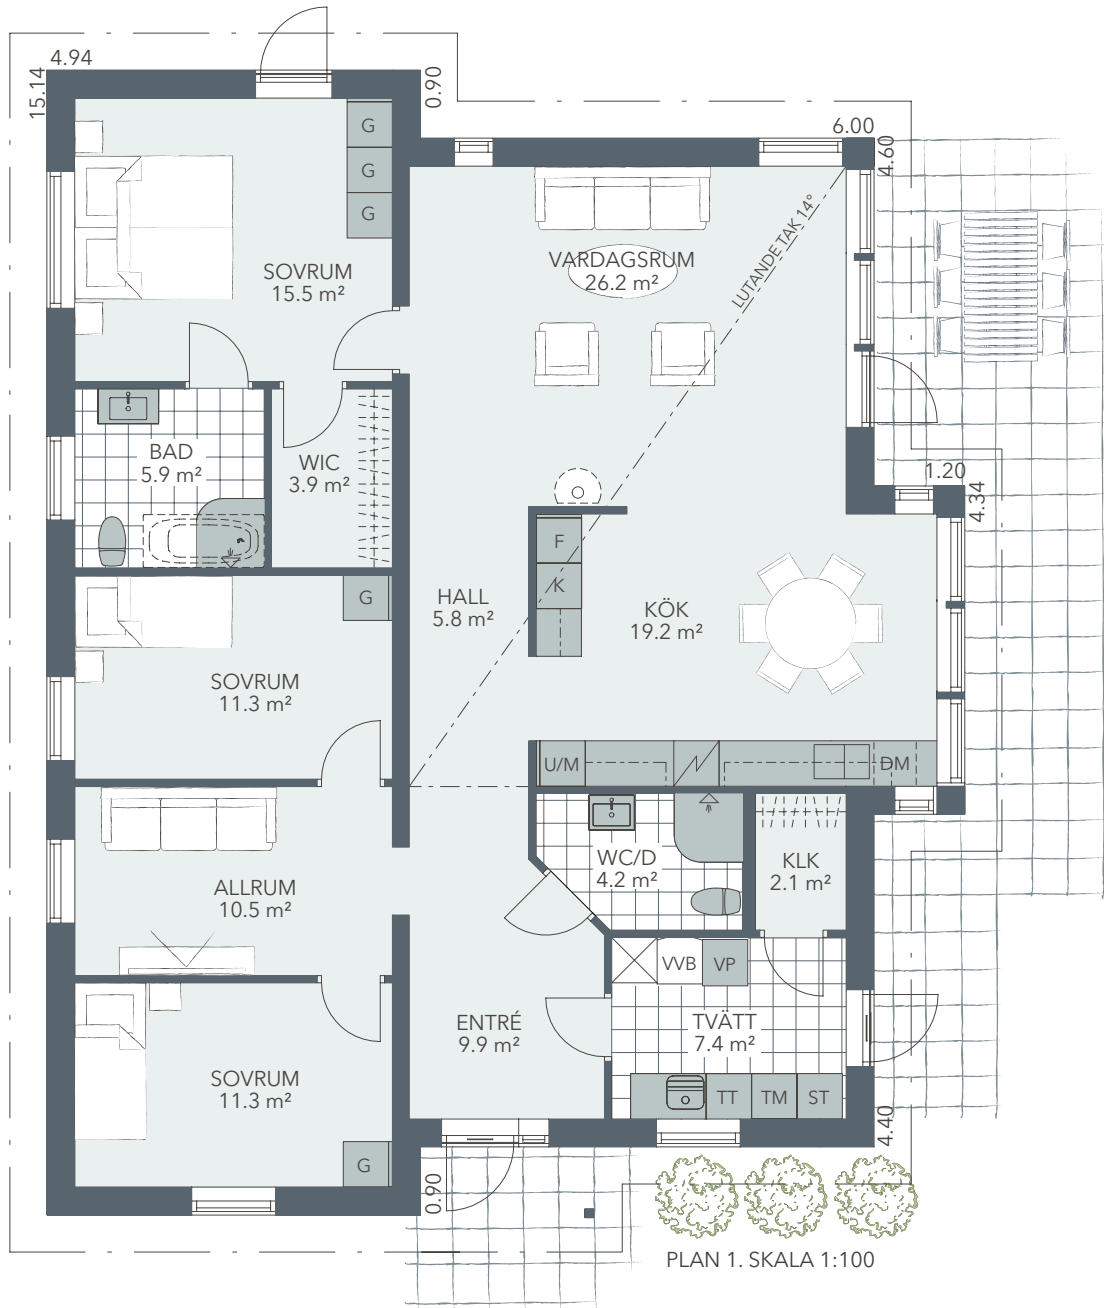 4.94
15.14
0.90
6.00
4.60
G
G
G
SOVRUM
15.5 m²
VARDAGSRUM
26.2 m²
LUTANDE TAK 14°
BAD
5.9 m²
WIC
3.9 m²
1.20
4.34
F
K
G
HALL
5.8 m²
KÖK
19.2 m²
SOVRUM
11.3 m²
U/M
DM
ALLRUM
10.5 m²
WC/D
4.2 m²
KLK
2.1 m²
VVB
VP
ENTRÉ
9.9 m²
TVÄTT
7.4 m²
SOVRUM
11.3 m²
TT
TM
ST
4.40
G
0.90
PLAN 1. SKALA 1:100